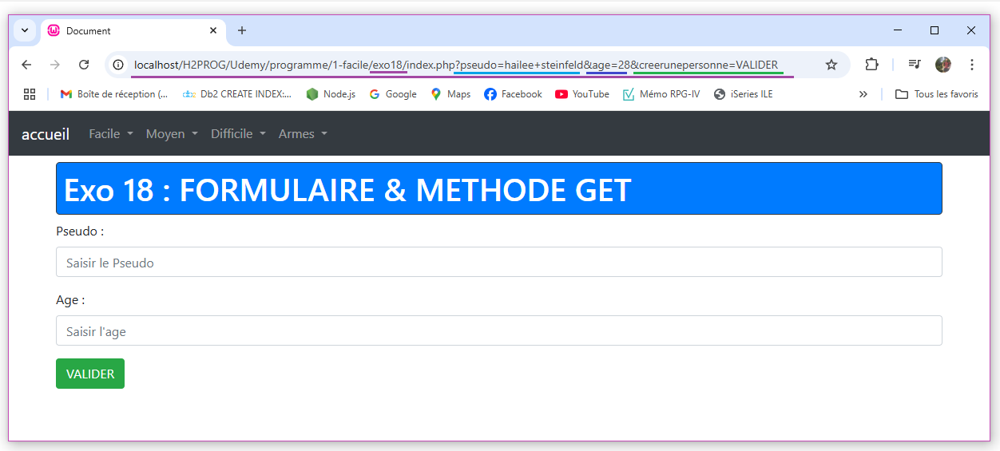 Document
localhost/H2PROG/Udemy/programme/1-facile/exo18/index.php?pseudo=hailee+steinfeld&age=28&creerunepersonne=VALIDER
Boîte de réception (... Db2 CREATE INDEX:... Node.js Google Maps Facebook YouTube Mémo RPG-IV iSeries ILE » Tous les favoris
accueil Facile Moyen Difficile Armes
Exo 18 : FORMULAIRE & METHODE GET
Pseudo :
Saisir le Pseudo
Age :
Saisir l'age
VALIDER